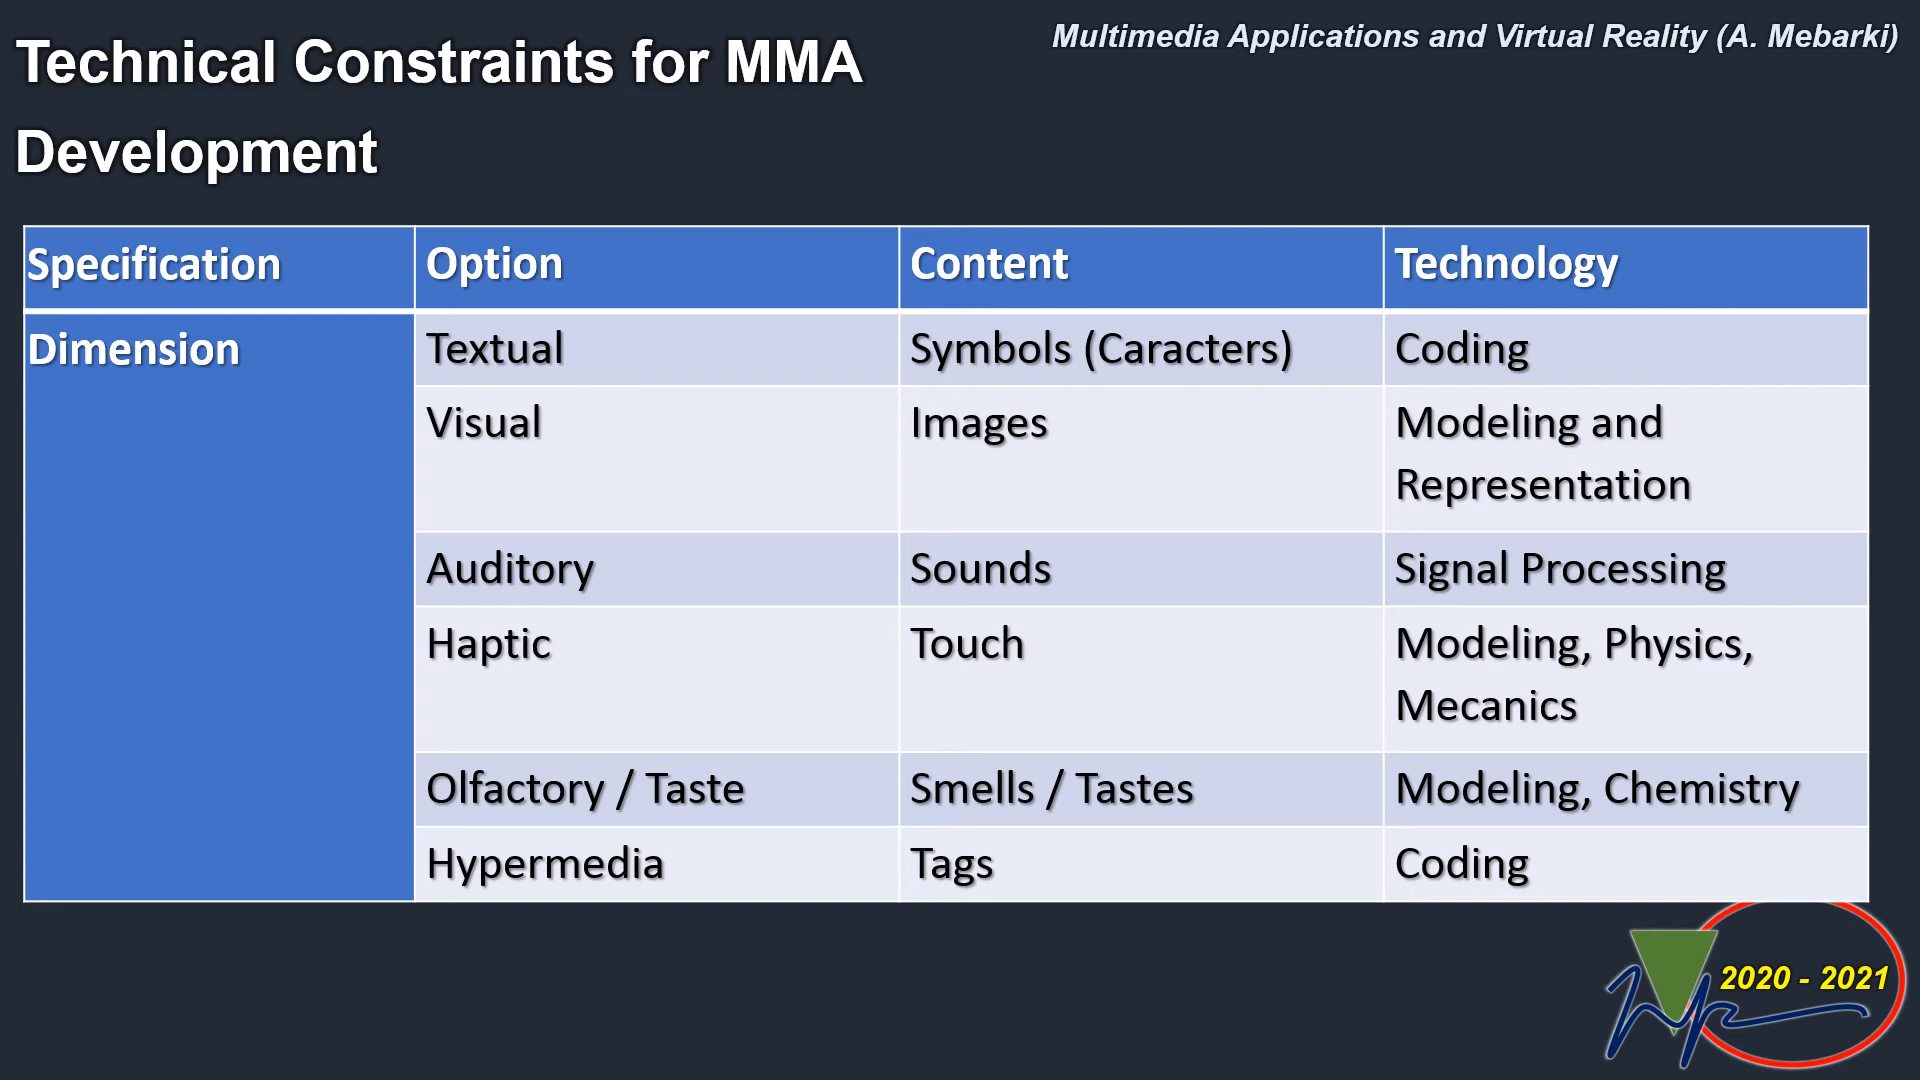 Technical Constraints for MMA
Development
Multimedia Applications and Virtual Reality (A. Mebarki)
Specification Option Content Technology
Dimension Textual Symbols (Caracters) Coding
Visual Images Modeling and
Representation
Auditory Sounds Signal Processing
Haptic Touch Modeling, Physics,
Mecanics
Olfactory / Taste Smells / Tastes Modeling, Chemistry
Hypermedia Tags Coding
2020 - 2021